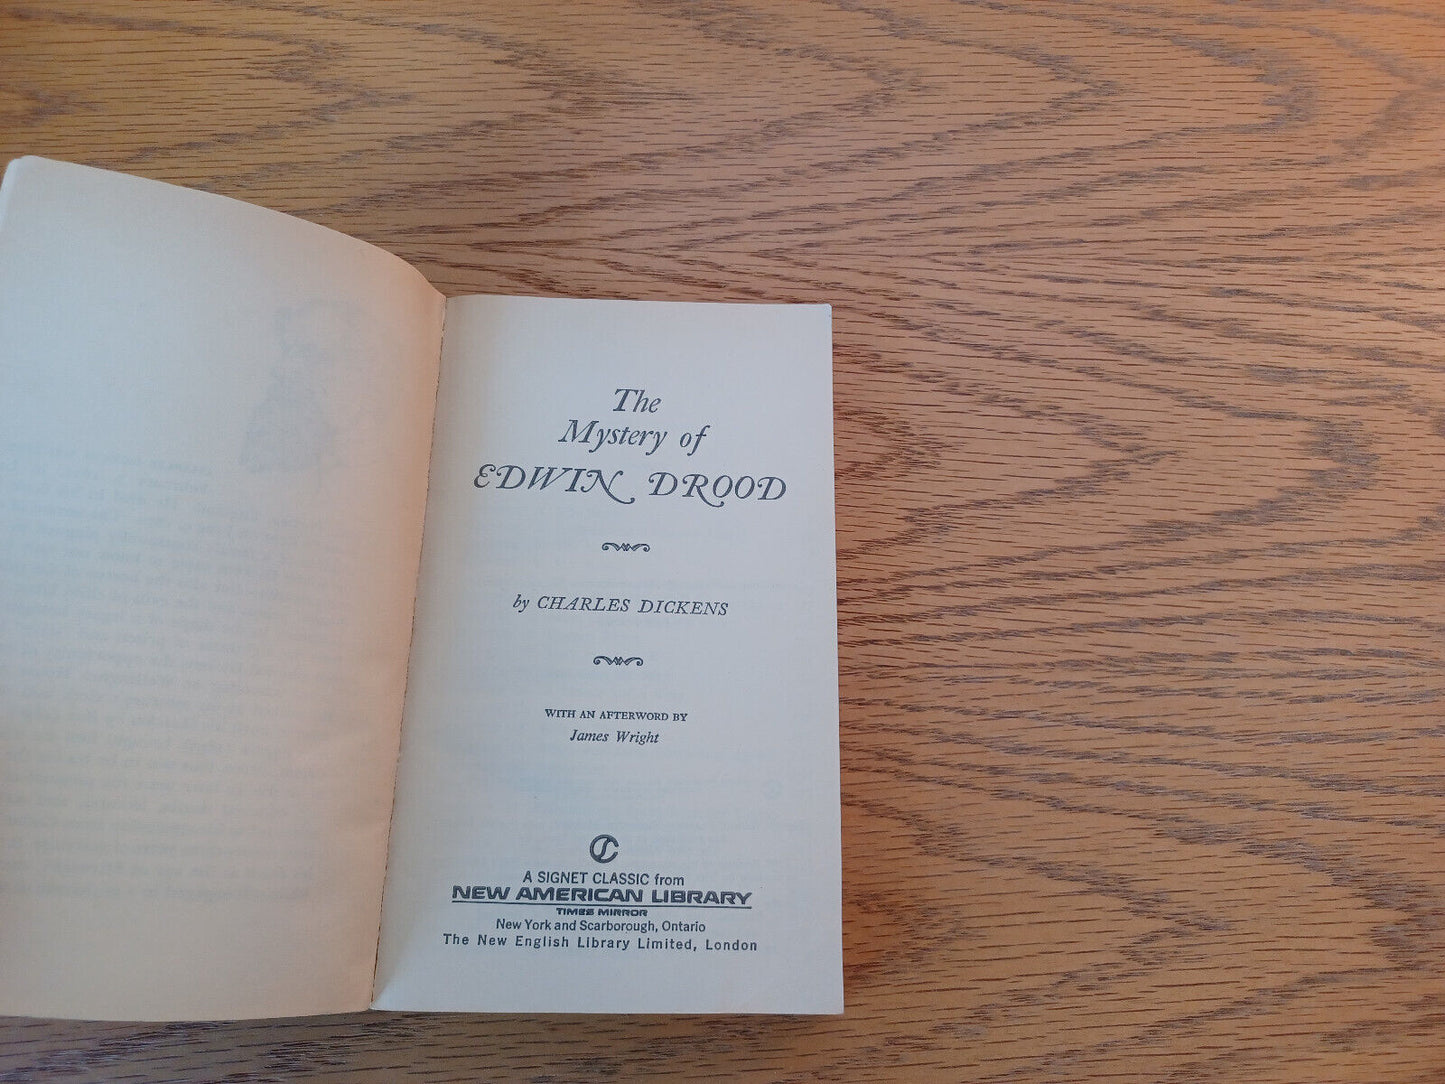 The
Mystery of
EDWIN DROOD
by CHARLES DICKENS
WITH AN AFTERWORD BY
James Wright
A SIGNET CLASSIC from
NEW AMERICAN LIBRARY
TIMES MIRROR
New York and Scarborough, Ontario
The New English Library Limited, London